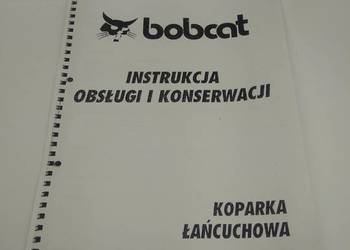 bobcat
INSTRUKCJA
OBSŁUGI I KONSERWACJI
KOPARKA
ŁAŃCUCHOWA